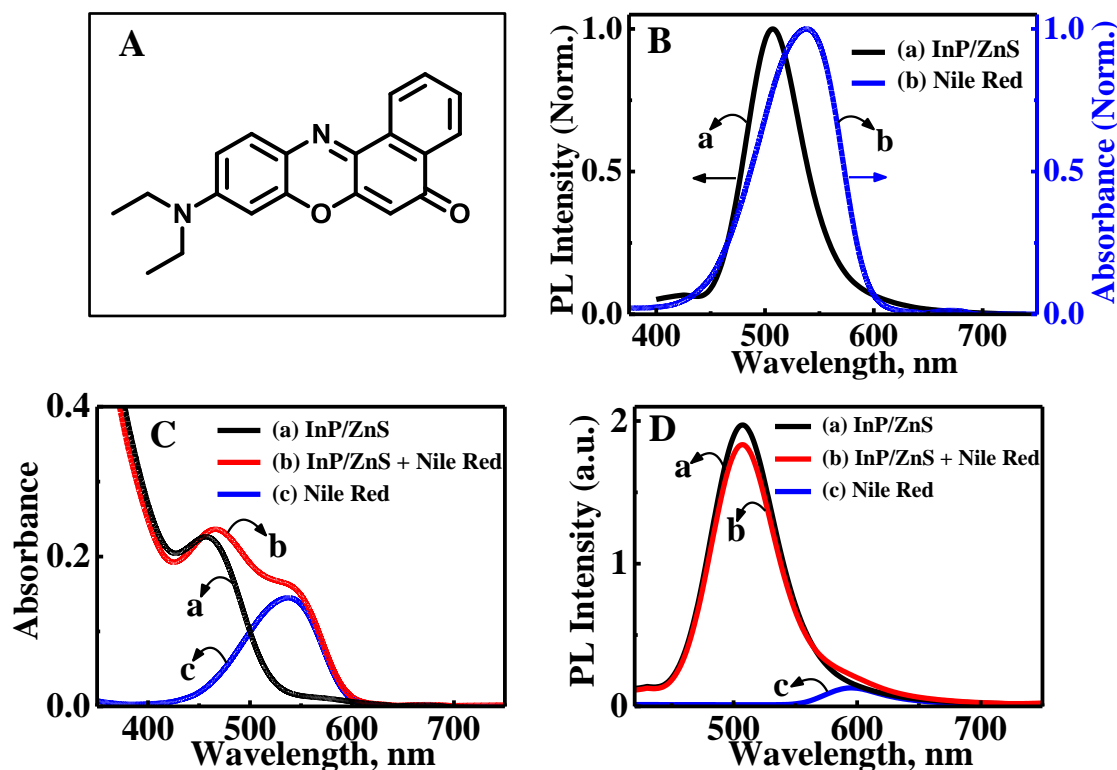 A
N
N
O
O
B
(a) InP/ZnS
(b) Nile Red
a
b
PL Intensity (Norm.)
1.0
0.5
0.0
Absorbance (Norm.)
1.0
0.5
0.0
400 500 600 700
Wavelength, nm
C
(a) InP/ZnS
(b) InP/ZnS + Nile Red
(c) Nile Red
b
a
c
Absorbance
0.4
0.2
0.0
400 500 600 700
Wavelength, nm
D
(a) InP/ZnS
(b) InP/ZnS + Nile Red
(c) Nile Red
a
b
c
PL Intensity (a.u.)
2
1
0
500 600 700
Wavelength, nm